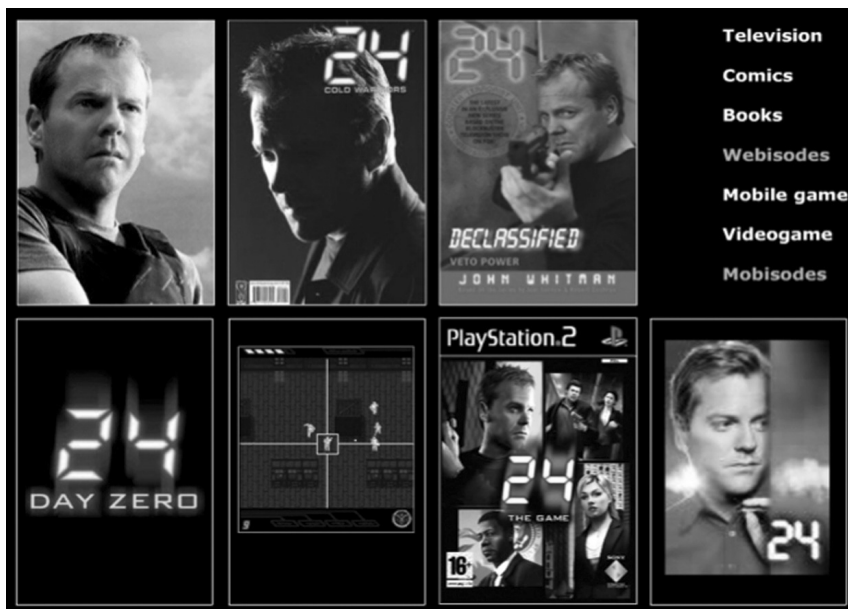 24
COLD WARRIORS
24
DECLASSIFIED
VETO POWER
JOHN WHITMAN
Television
Comics
Books
Webisodes
Mobile game
Videogame
Mobisodes
24
DAY ZERO
PlayStation.2
24
THE GAME
16+
SONY
24